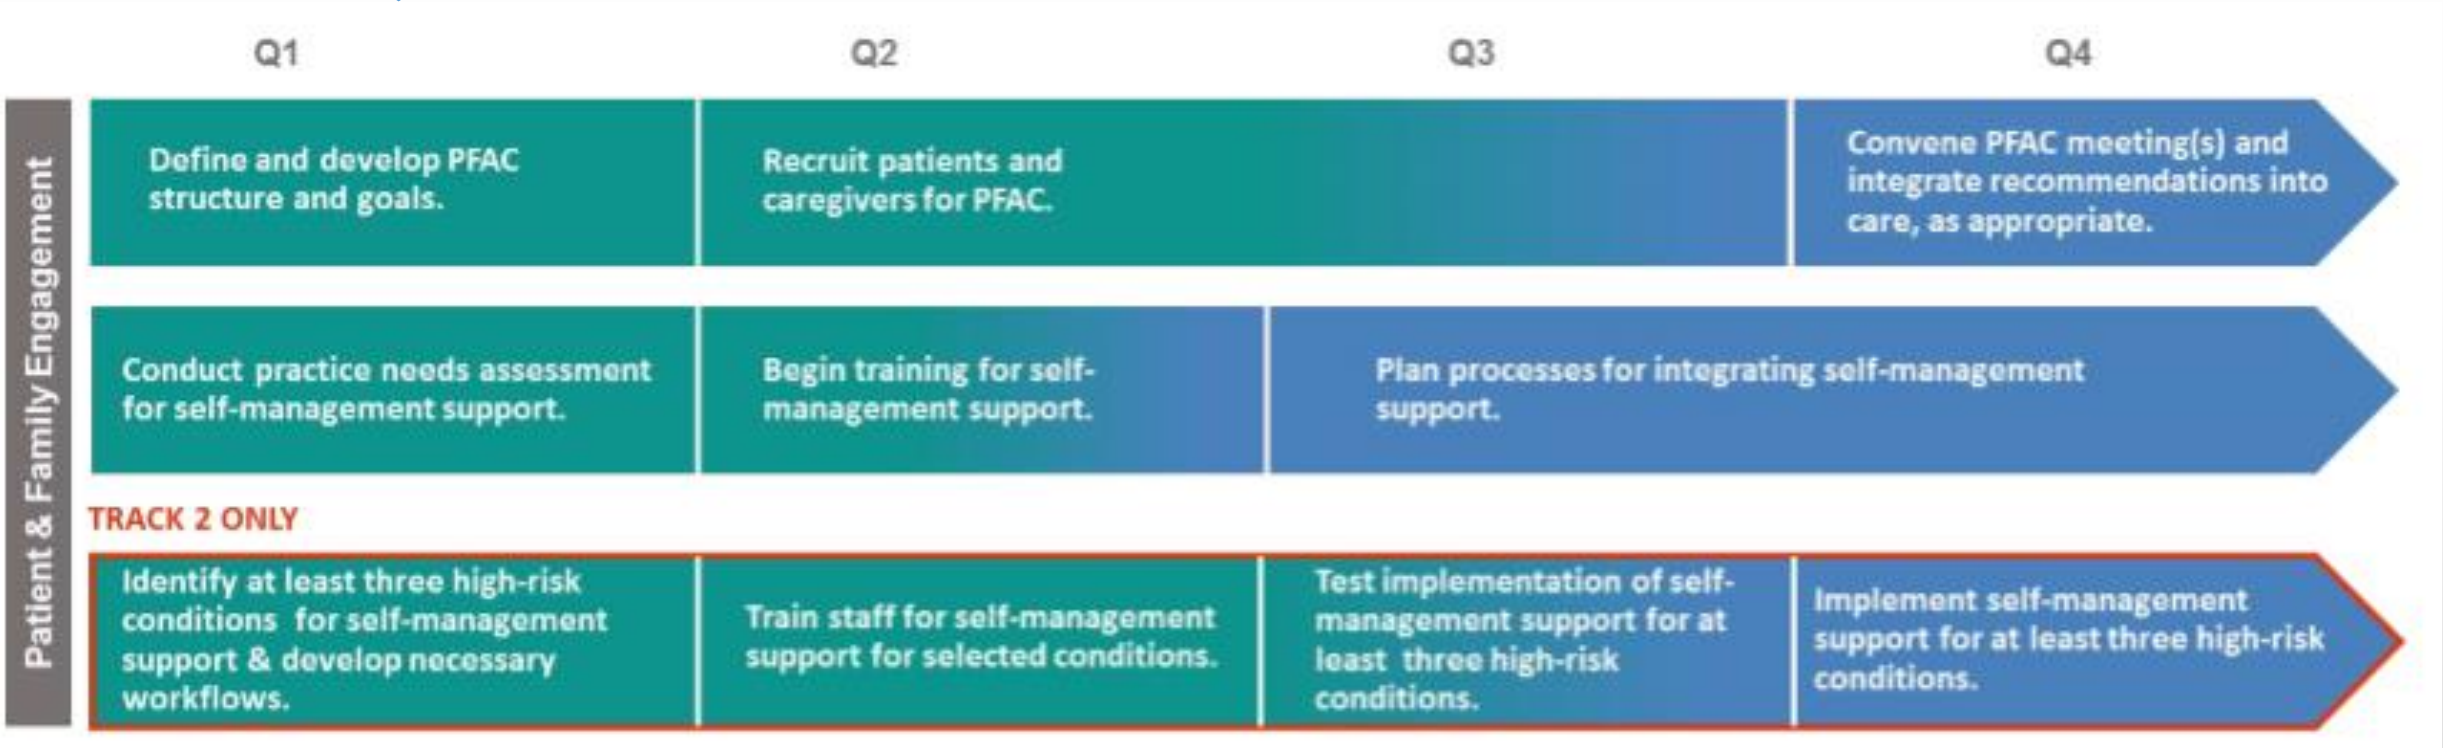 Q1
Q2
Q3
Q4
Patient & Family Engagement
Define and develop PFAC
structure and goals.
Recruit patients and
caregivers for PFAC.
Convene PFAC meeting(s) and
integrate recommendations into
care, as appropriate.
Conduct practice needs assessment
for self-management support.
Begin training for self-
management support.
Plan processes for integrating self-management
support.
TRACK 2 ONLY
Identify at least three high-risk
conditions for self-management
support & develop necessary
workflows.
Train staff for self-management
support for selected conditions.
Test implementation of self-
management support for at
least three high-risk
conditions.
Implement self-management
support for at least three high-risk
conditions.